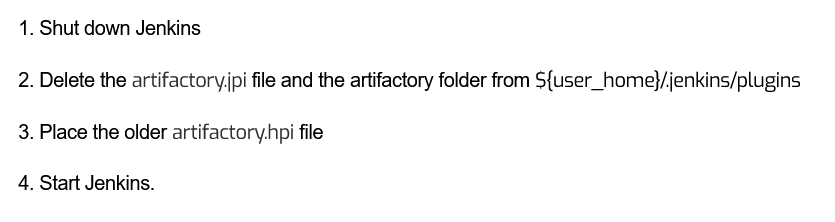 1. Shut down Jenkins
2. Delete the artifactory.jpi file and the artifactory folder from ${user_home}/.jenkins/plugins
3. Place the older artifactory.hpi file
4. Start Jenkins.